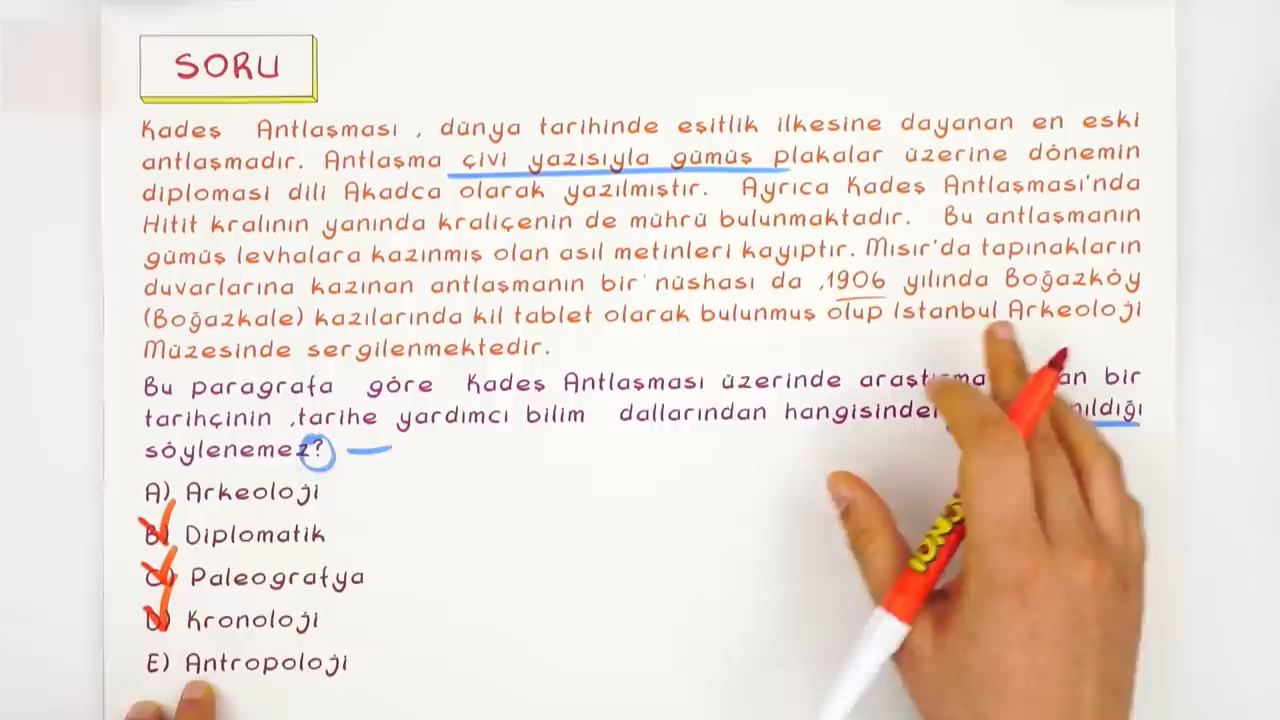 SORU
Kadeş Antlaşması, dünya tarihinde eşitlik ilkesine dayanan en eski
antlaşmadır. Antlaşma çivi yazısıyla gümüş plakalar üzerine dönemin
diplomasi dili Akadca olarak yazılmıştır. Ayrıca Kadeş Antlaşması'nda
Hitit kralının yanında kraliçenin de mührü bulunmaktadır. Bu antlaşmanın
gümüş levhalara kazınmış olan asıl metinleri kayıptır. Mısır'da tapınakların
duvarlarına kazınan antlaşmanın bir nüshası da ,1906 yılında Boğazköy
(Boğazkale) kazılarında kil tablet olarak bulunmuş olup İstanbul Arkeoloji
Müzesinde sergilenmektedir.
Bu paragrafa göre Kadeş Antlaşması üzerinde bir
tarihçinin ,tarihe yardımcı bilim dallarından
söylenemez?
A) Arkeoloji
B) Diplomatik
C) Paleografya
D) Kronoloji
E) Antropoloji